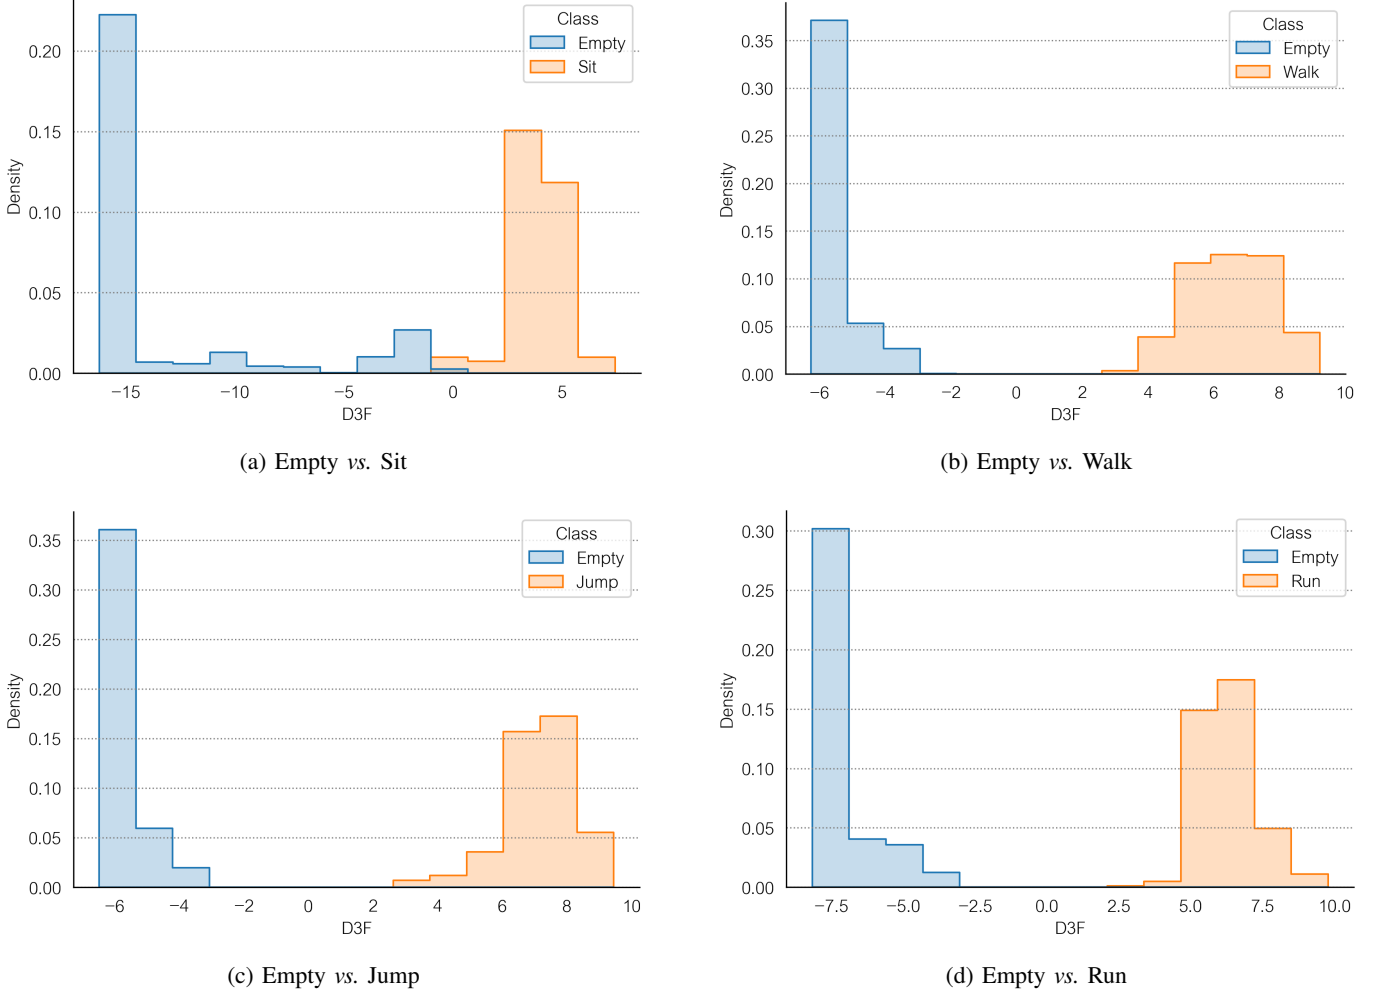 Class
Empty
Sit
0.20
0.15
0.10
0.05
0.00
Density
−15
−10
−5
0
5
D3F
(a) Empty vs. Sit
Class
Empty
Walk
0.35
0.30
0.25
0.20
0.15
0.10
0.05
0.00
Density
−6
−4
−2
0
2
4
6
8
10
D3F
(b) Empty vs. Walk
Class
Empty
Jump
0.35
0.30
0.25
0.20
0.15
0.10
0.05
0.00
Density
−6
−4
−2
0
2
4
6
8
10
D3F
(c) Empty vs. Jump
Class
Empty
Run
0.30
0.25
0.20
0.15
0.10
0.05
0.00
Density
−7.5
−5.0
−2.5
0.0
2.5
5.0
7.5
10.0
D3F
(d) Empty vs. Run